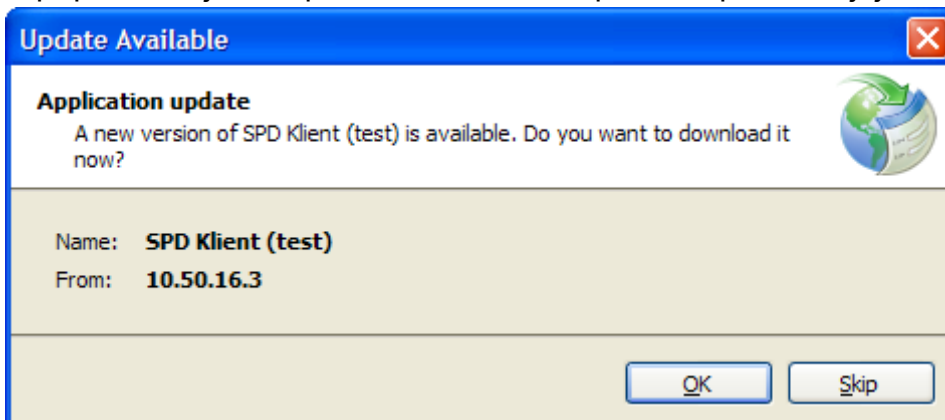 Update Available
Application update
A new version of SPD Klient (test) is available. Do you want to download it
now?
Name: SPD Klient (test)
From: 10.50.16.3
OK Skip